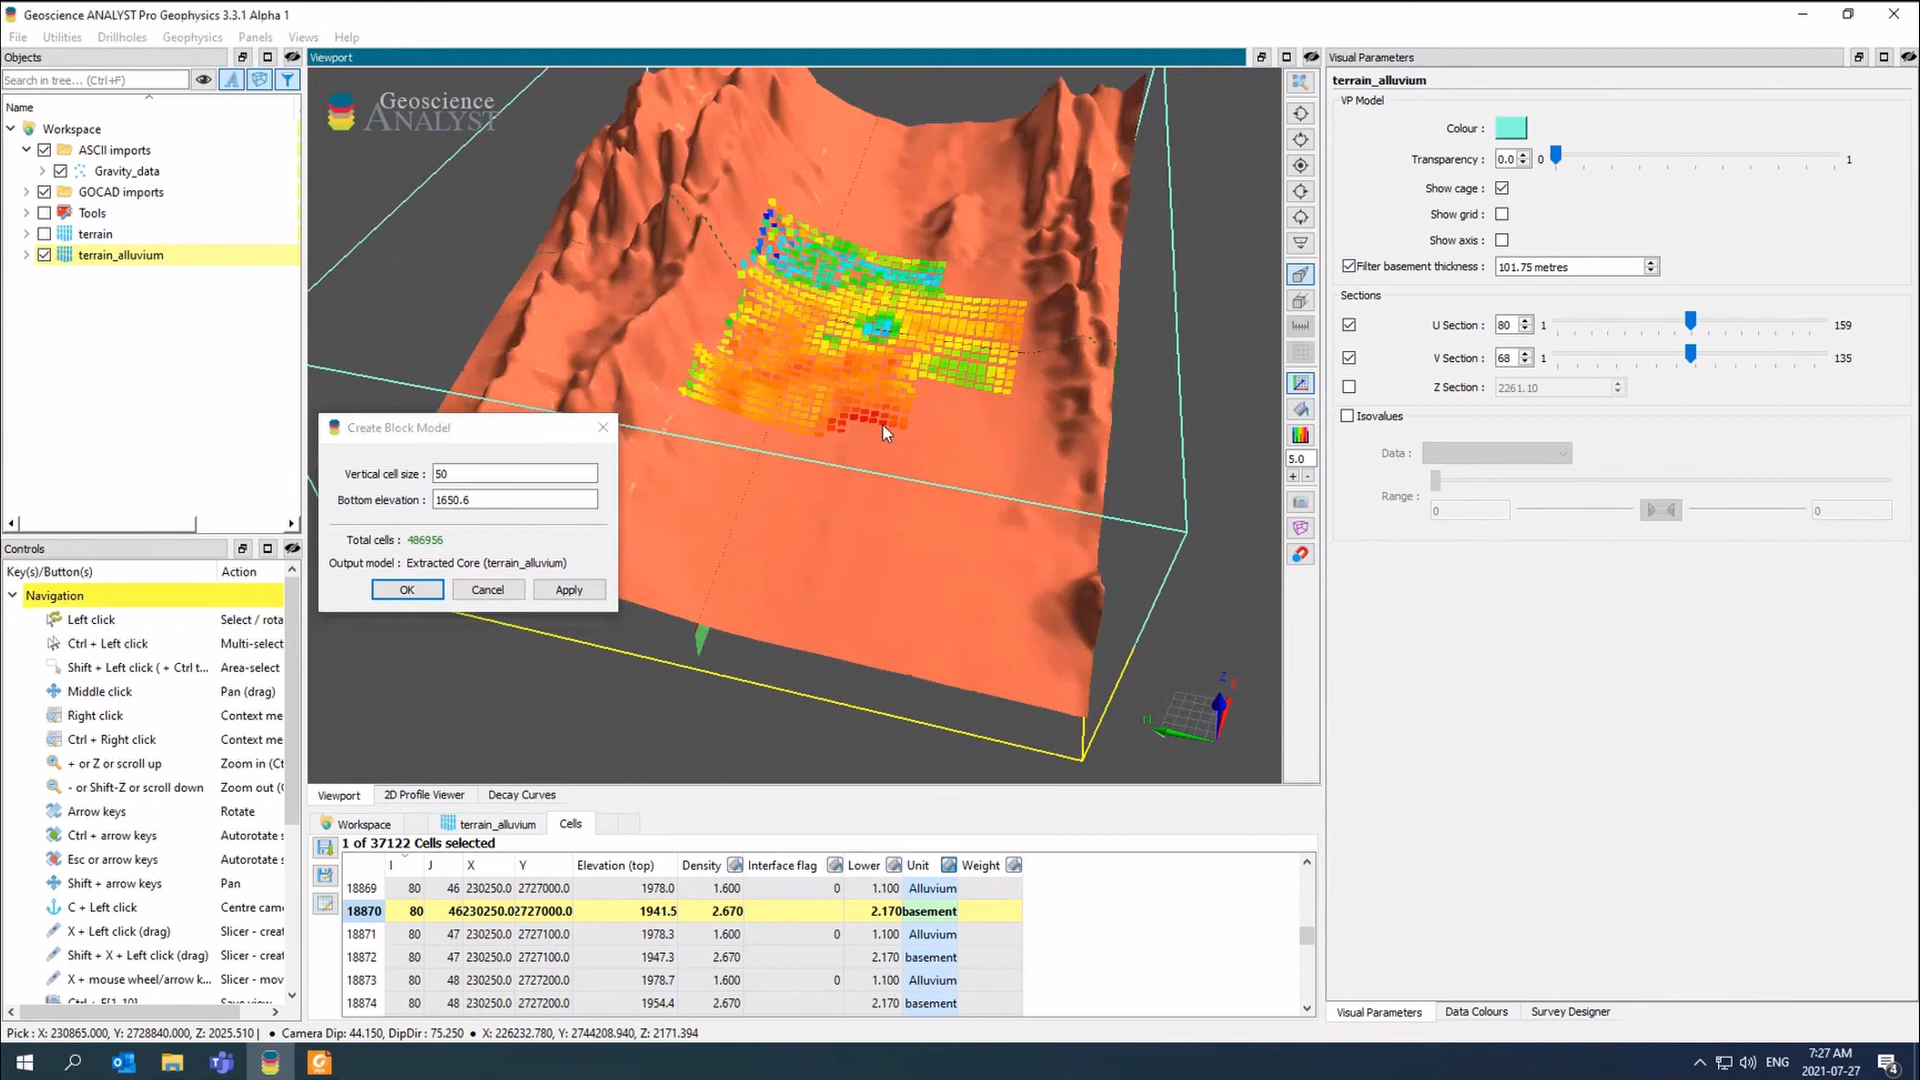 Geoscience ANALYST Pro Geophysics 3.3.1 Alpha 1
File Utilities Drillholes Geophysics Panels Views Help
Objects
Search in tree... (Ctrl+F)
Name
Workspace
ASCII imports
Gravity_data
GOCAD imports
Tools
terrain
terrain_alluvium
Controls
Key(s)/Button(s) Action
Navigation
Left click Select / rota
Ctrl + Left click Multi-select
Shift + Left click ( + Ctrl t... Area-select
Middle click Pan (drag)
Right click Context me
Ctrl + Right click Context me
+ or Z or scroll up Zoom in (Ct
- or Shift-Z or scroll down Zoom out (
Arrow keys Rotate
Ctrl + arrow keys Autorotate s
Esc or arrow keys Autorotate s
Shift + arrow keys Pan
C + Left click Centre cam
X + Left click (drag) Slicer - crea
Shift + X + Left click (drag) Slicer - crea
X + mouse wheel/arrow k... Slicer - mov
Viewport
Geoscience
ANALYST
Create Block Model
Vertical cell size : 50
Bottom elevation : 1650.6
Total cells : 486956
Output model : Extracted Core (terrain_alluvium)
OK Cancel Apply
Z
N
5.0
+ -
Viewport 2D Profile Viewer Decay Curves
Workspace terrain_alluvium Cells
1 of 37122 Cells selected
I J X Y Elevation (top) Density Interface flag Lower Unit Weight
18869 80 46 230250.0 2727000.0 1978.0 1.600 0 1.100 Alluvium
18870 80 46230250.02727000.0 1941.5 2.670 2.170basement
18871 80 47 230250.0 2727100.0 1978.3 1.600 0 1.100 Alluvium
18872 80 47 230250.0 2727100.0 1947.3 2.670 2.170 basement
18873 80 48 230250.0 2727200.0 1978.7 1.600 0 1.100 Alluvium
18874 80 48 230250.0 2727200.0 1954.4 2.670 2.170 basement
Visual Parameters
terrain_alluvium
VP Model
Colour :
Transparency : 0.0 0 1
Show cage :
Show grid :
Show axis :
Filter basement thickness : 101.75 metres
Sections
U Section : 80 1 159
V Section : 68 1 135
Z Section : 2261.10
Isovalues
Data :
Range :
0 0
Visual Parameters Data Colours Survey Designer
Pick : X: 230865.000, Y: 2728840.000, Z: 2025.510 | • Camera Dip: 44.150, DipDir: 75.250 • X: 226232.780, Y: 2744208.940, Z: 2171.394
ENG
7:27 AM
2021-07-27
4